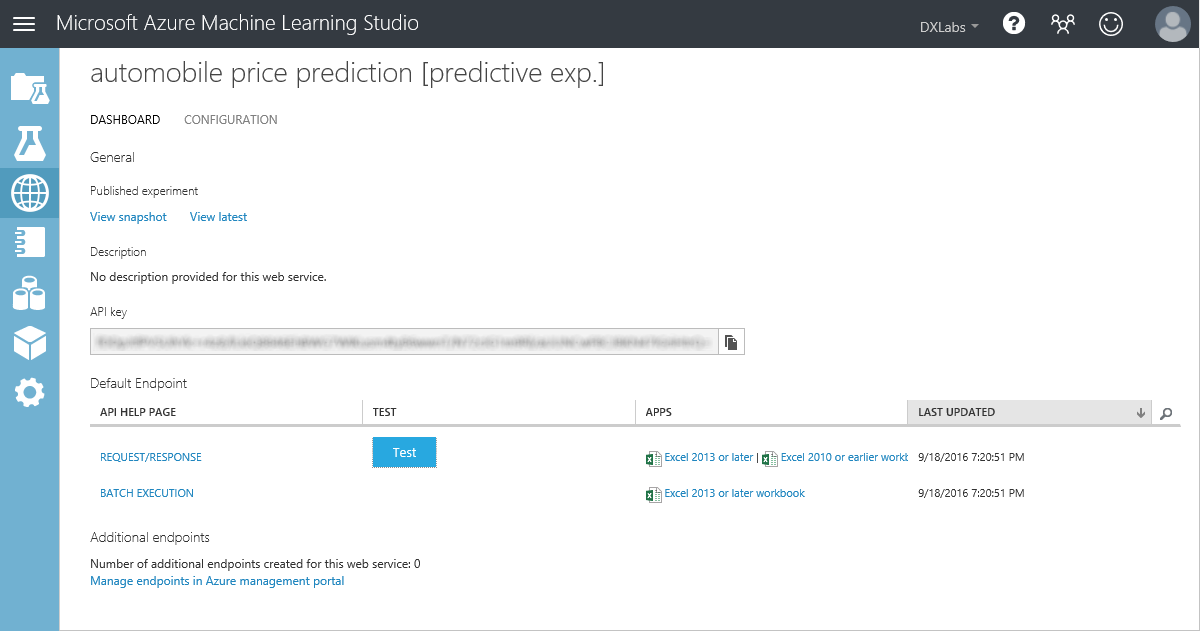 Microsoft Azure Machine Learning Studio
DXLabs
automobile price prediction [predictive exp.]
DASHBOARD CONFIGURATION
General
Published experiment
View snapshot View latest
Description
No description provided for this web service.
API key
Default Endpoint
API HELP PAGE TEST APPS LAST UPDATED
REQUEST/RESPONSE Test Excel 2013 or later | Excel 2010 or earlier workb 9/18/2016 7:20:51 PM
BATCH EXECUTION Excel 2013 or later workbook 9/18/2016 7:20:51 PM
Additional endpoints
Number of additional endpoints created for this web service: 0
Manage endpoints in Azure management portal